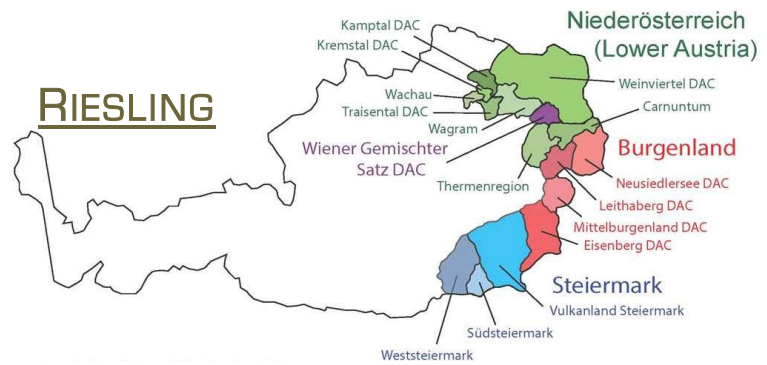 RIESLING
Niederösterreich
(Lower Austria)
Kamptal DAC
Kremstal DAC
Weinviertel DAC
Wachau
Carnuntum
Traisental DAC
Wagram
Wiener Gemischter
Satz DAC
Burgenland
Thermenregion
Neusiedlersee DAC
Leithaberg DAC
Mittelburgenland DAC
Eisenberg DAC
Steiermark
Vulkanland Steiermark
Südsteiermark
Weststeiermark